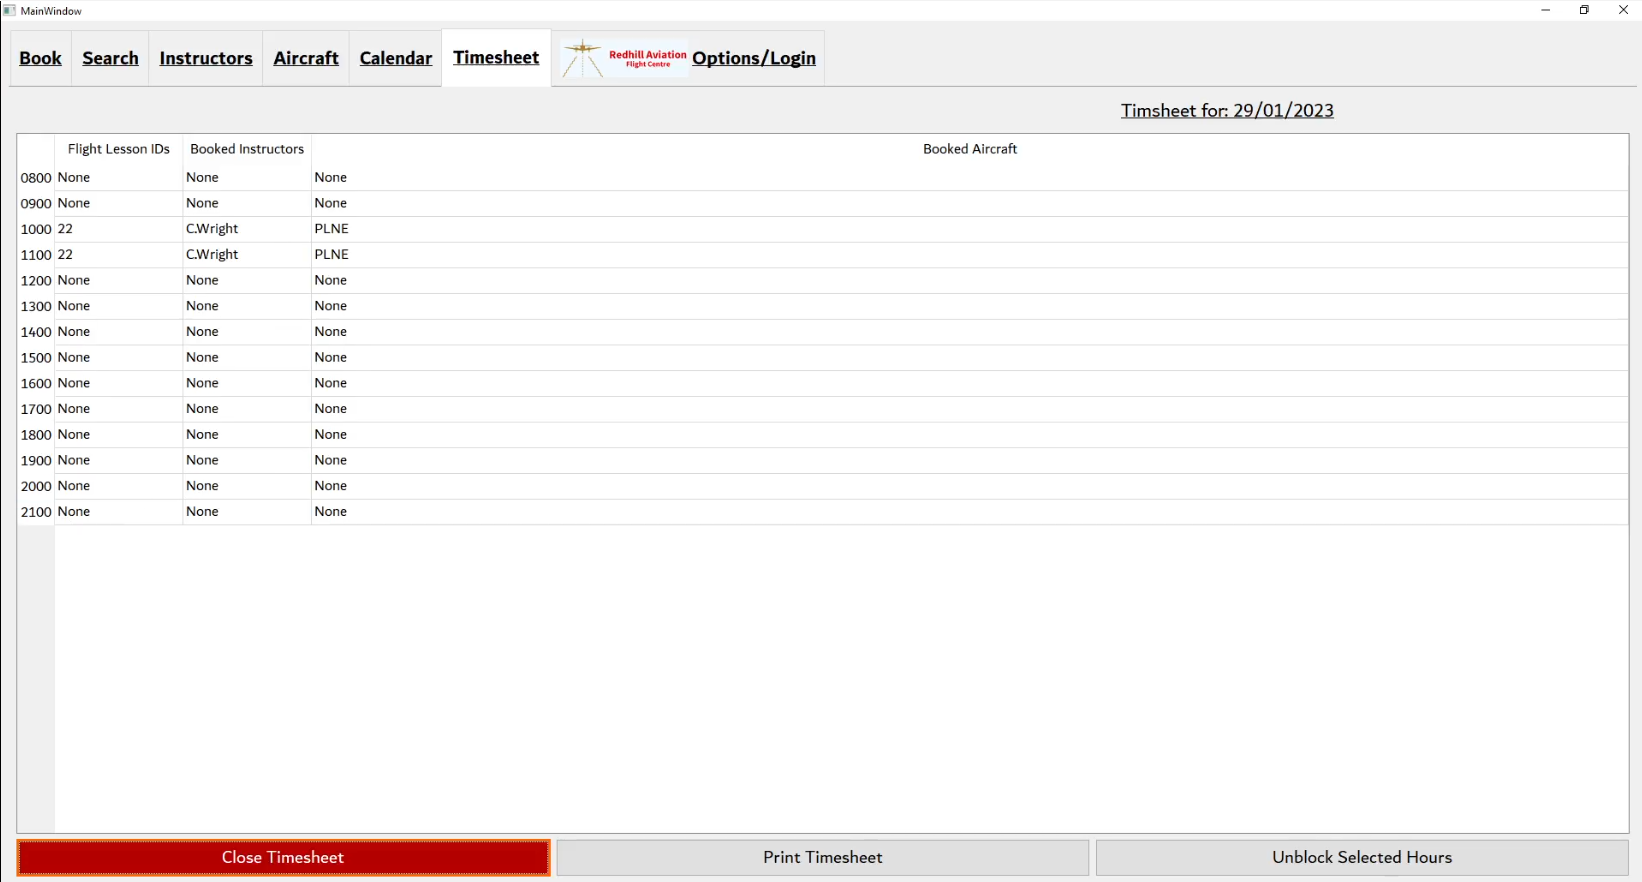 MainWindow
Book Search Instructors Aircraft Calendar Timesheet Redhill Aviation Flight Centre Options/Login
Timsheet for: 29/01/2023
Flight Lesson IDs Booked Instructors Booked Aircraft
0800 None None None
0900 None None None
1000 22 C.Wright PLNE
1100 22 C.Wright PLNE
1200 None None None
1300 None None None
1400 None None None
1500 None None None
1600 None None None
1700 None None None
1800 None None None
1900 None None None
2000 None None None
2100 None None None
Close Timesheet Print Timesheet Unblock Selected Hours